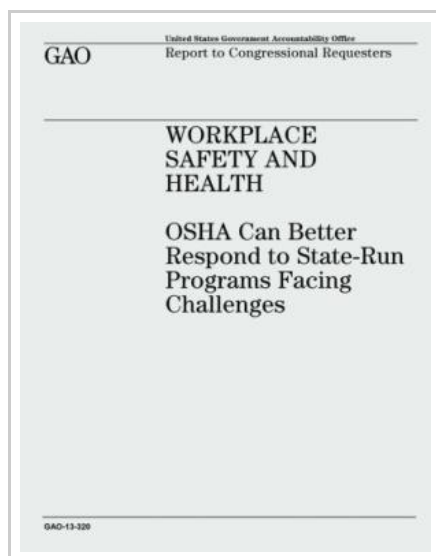 United States Government Accountability Office
GAO
Report to Congressional Requesters
WORKPLACE
SAFETY AND
HEALTH
OSHA Can Better
Respond to State-Run
Programs Facing
Challenges
GAO-13-320